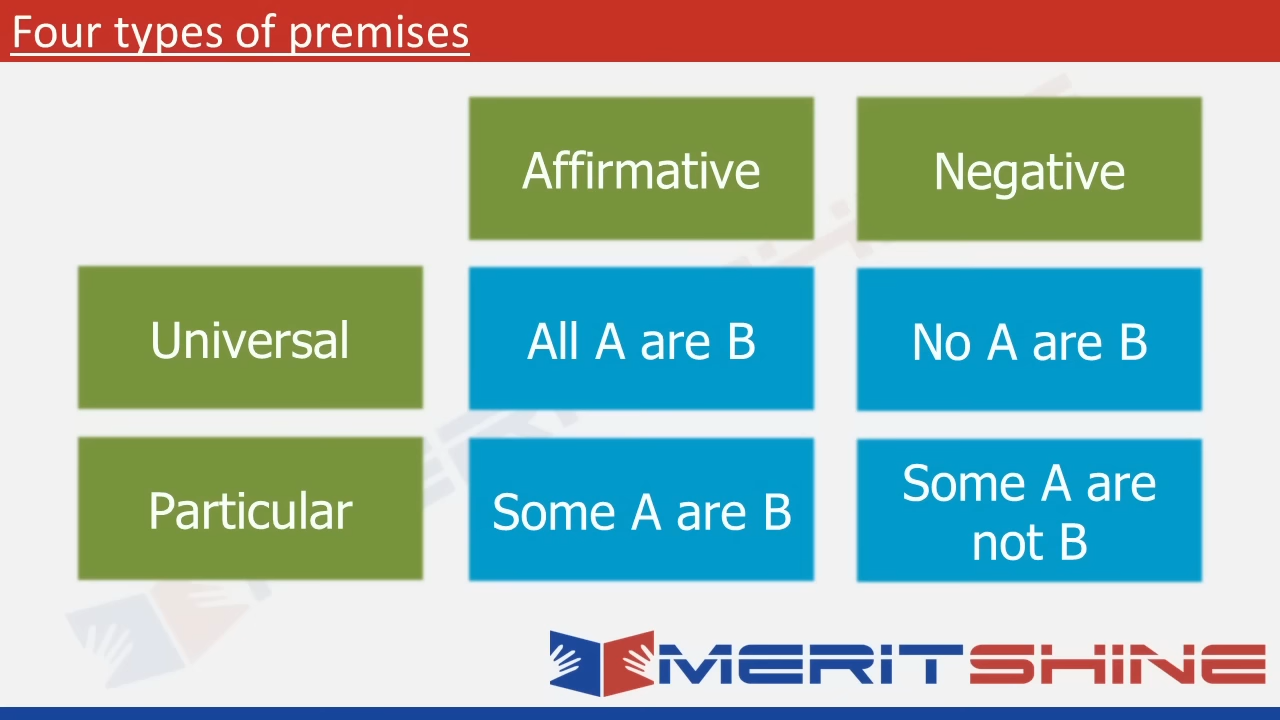 Four types of premises
Affirmative
Negative
Universal
All A are B
No A are B
Particular
Some A are B
Some A are
not B
MERITSHINE